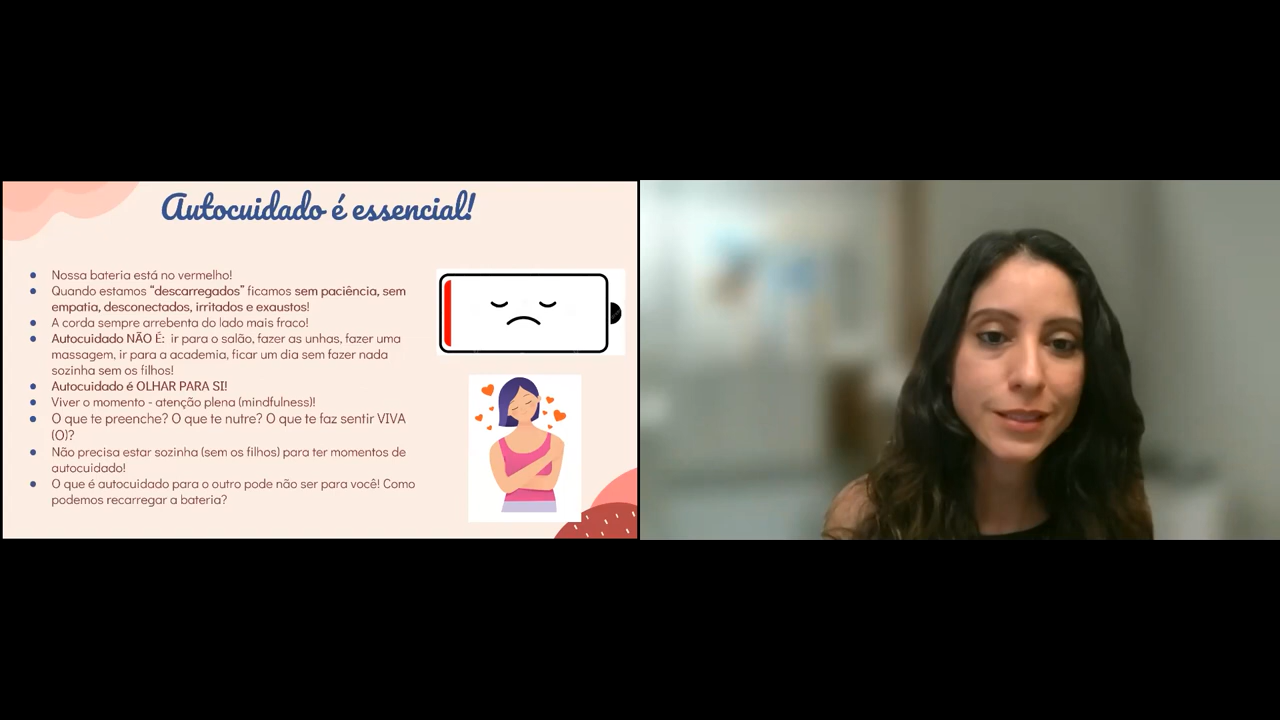 Autocuidado é essencial!
Nossa bateria está no vermelho!
Quando estamos "descarregados" ficamos sem paciência, sem
empatia, desconectados, irritados e exaustos!
A corda sempre arrebenta do lado mais fraco!
Autocuidado NÃO É: ir para o salão, fazer as unhas, fazer uma
massagem, ir para a academia, ficar um dia sem fazer nada
sozinha sem os filhos!
Autocuidado é OLHAR PARA SI!
Viver o momento - atenção plena (mindfulness)!
O que te preenche? O que te nutre? O que te faz sentir VIVA
(O)?
Não precisa estar sozinha (sem os filhos) para ter momentos de
autocuidado!
O que é autocuidado para o outro pode não ser para você! Como
podemos recarregar a bateria?